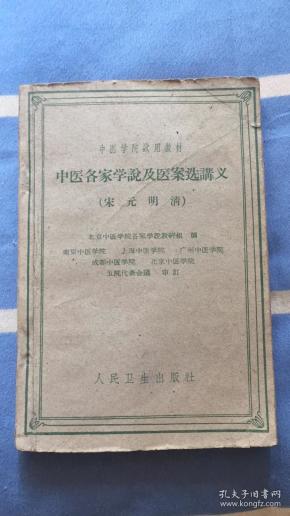 中医学院試用教材
中医各家学說及医案选講义
(宋元明清)
北京中医学院各家学說教研組 編
南京中医学院 上海中医学院 广州中医学院
成都中医学院 北京中医学院
五院代表会議 审訂
人民卫生出版社
孔夫子旧书网